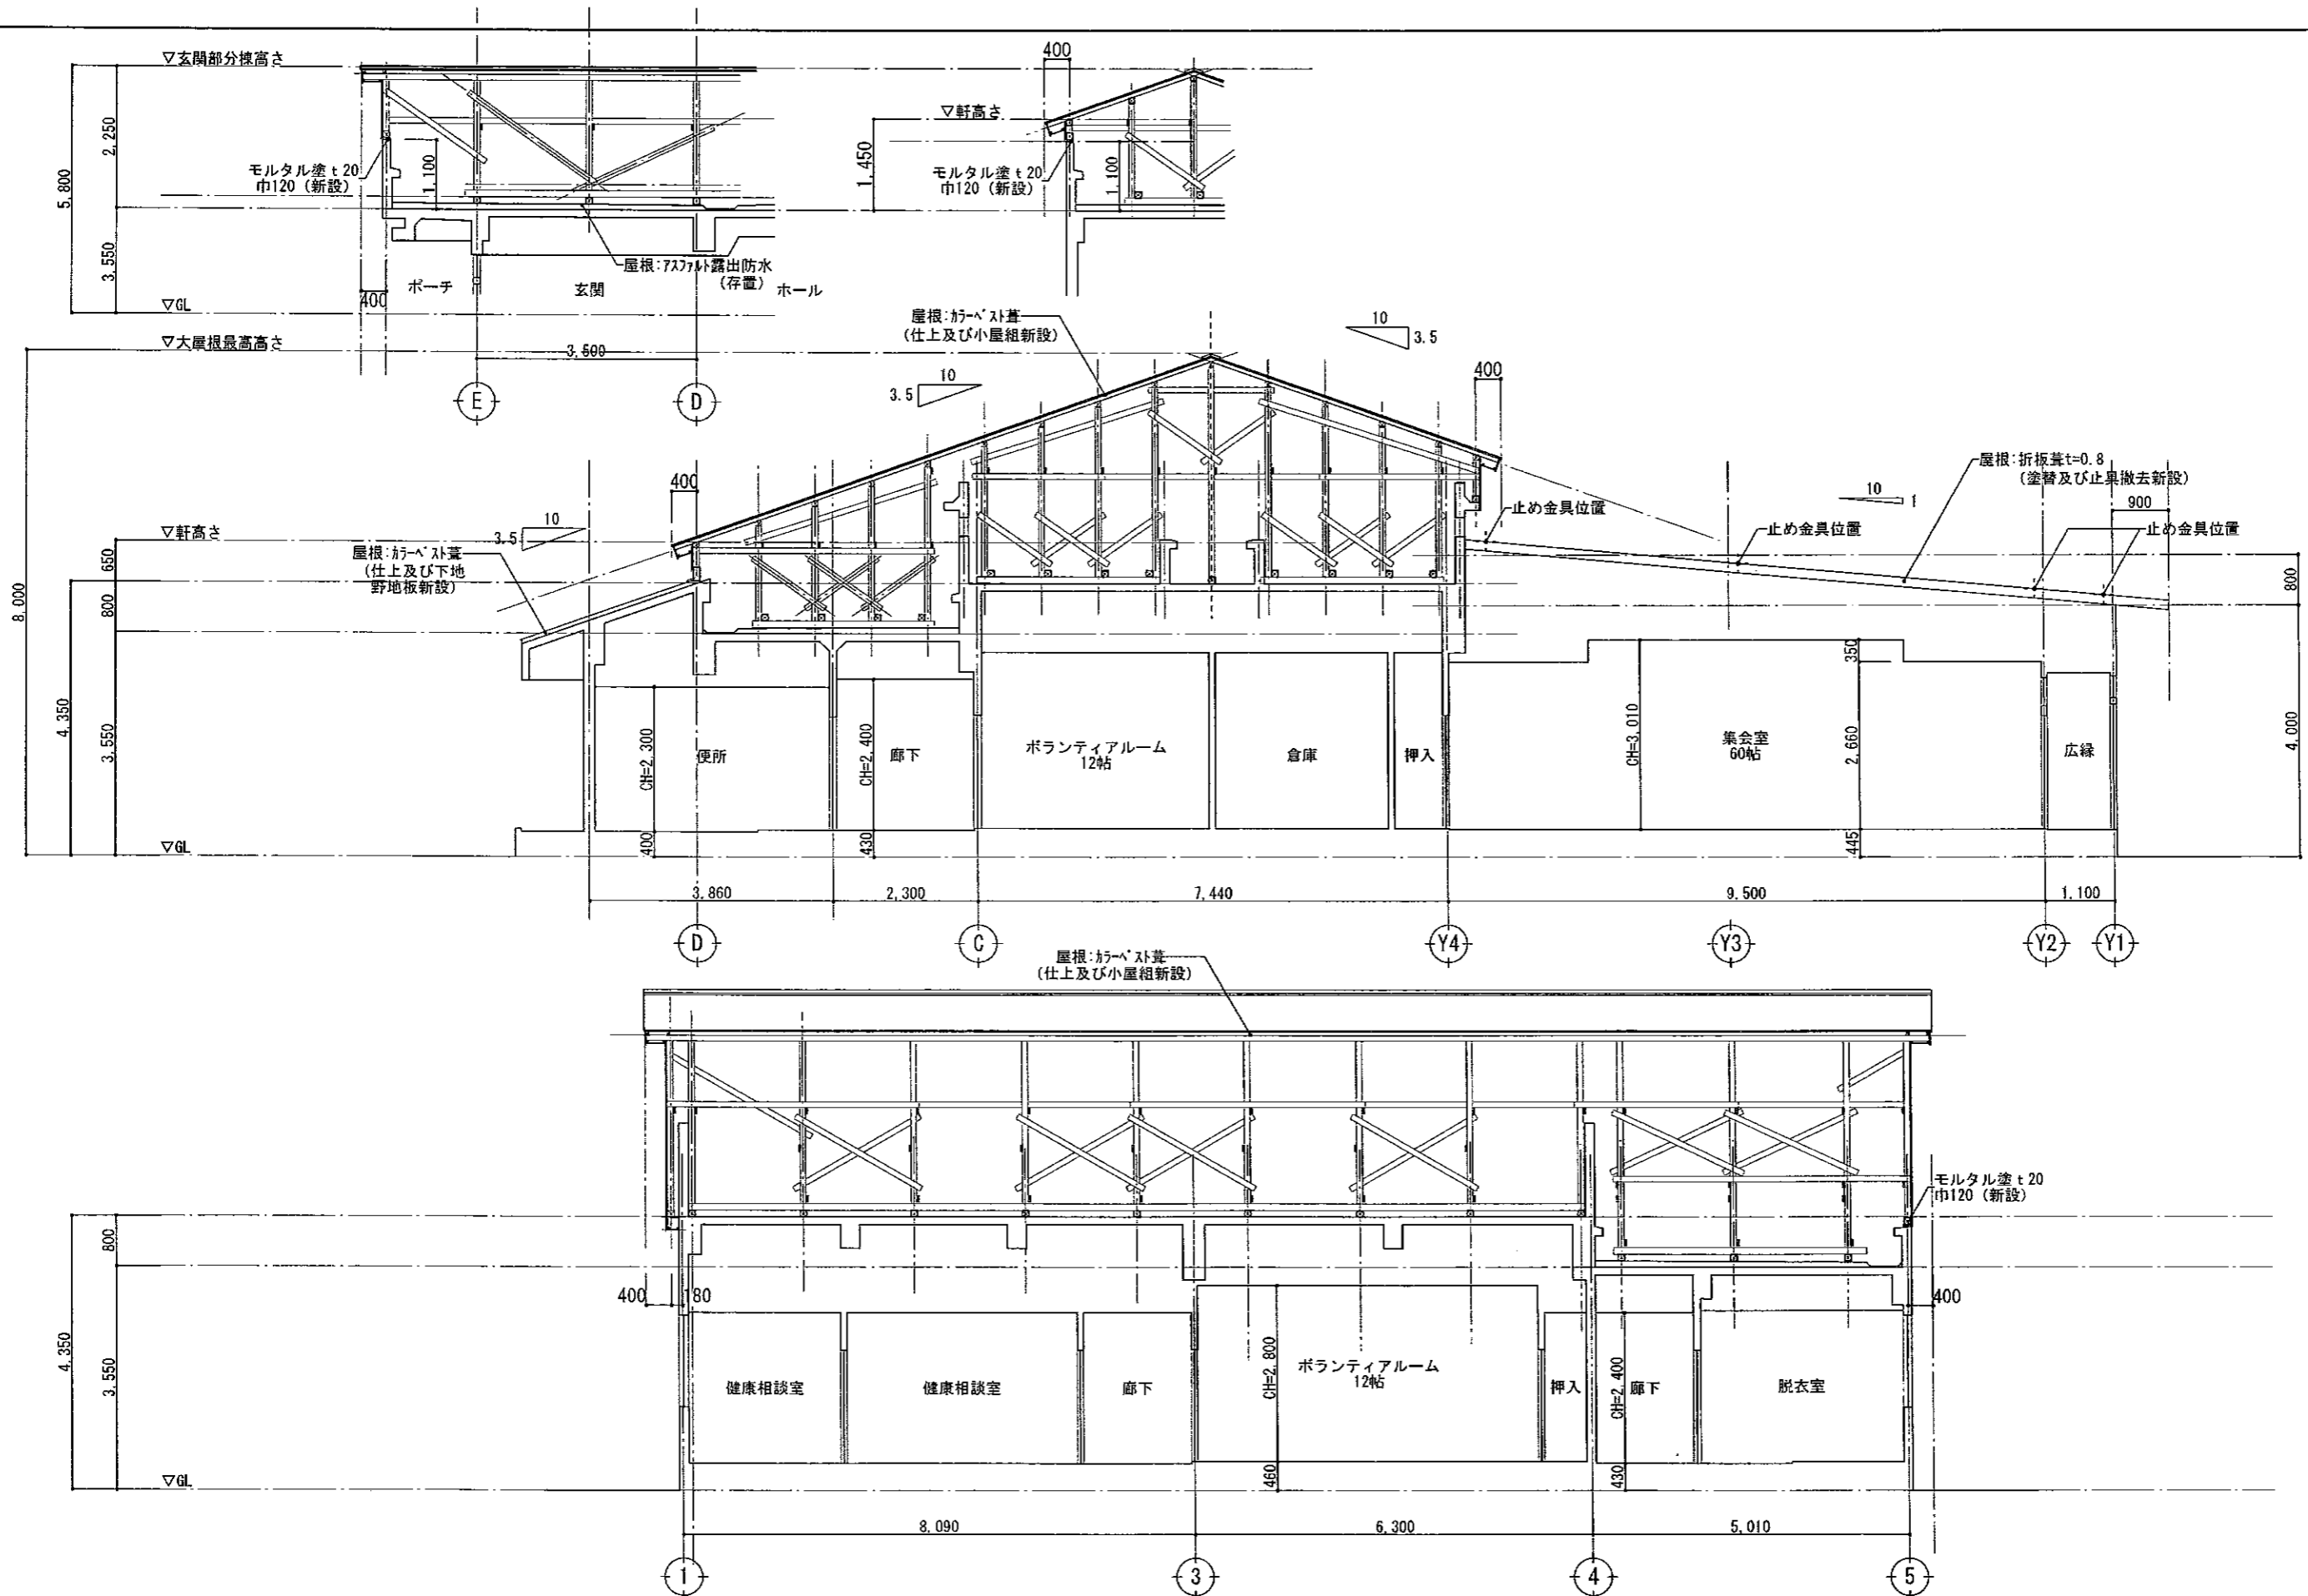 ▽玄関部分棟高さ
2,250
5,800
3,550
モルタル塗 t 20
巾120 (新設)
1,100
屋根:アスファルト露出防水
(存置)
ポーチ
玄関
ホール
400
▽GL
3,500
E
D
400
▽軒高さ
1,450
モルタル塗 t 20
巾120 (新設)
1,100
▽大屋根最高高さ
屋根:カラーベスト葺
(仕上及び小屋組新設)
10
3.5
10
3.5
400
400
10
3.5
▽軒高さ
屋根:カラーベスト葺
(仕上及び下地
野地板新設)
屋根:折板葺t=0.8
(塗替及び止具撤去新設)
10
1
900
止め金具位置
止め金具位置
止め金具位置
8,000
650
800
4,350
3,550
800
4,000
CH=2,300
便所
400
CH=2,400
廊下
430
ボランティアルーム
12帖
倉庫
押入
CH=3,010
集会室
60帖
350
2,660
445
広縁
▽GL
3,860
2,300
7,440
9,500
1,100
D
C
Y4
Y3
Y2
Y1
屋根:カラーベスト葺
(仕上及び小屋組新設)
モルタル塗 t 20
巾120 (新設)
800
4,350
3,550
400
180
400
健康相談室
健康相談室
廊下
CH=2,800
ボランティアルーム
12帖
460
押入
CH=2,400
廊下
430
脱衣室
▽GL
8,090
6,300
5,010
1
3
4
5